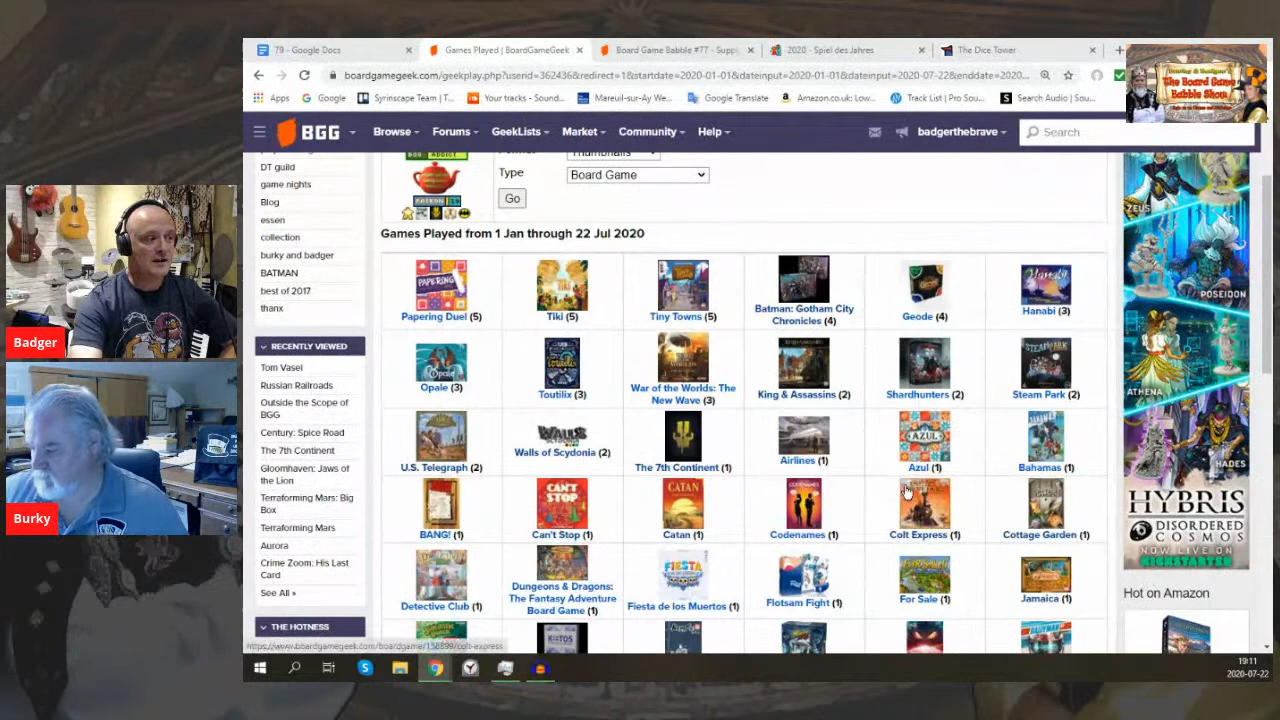 79 - Google Docs
Games Played | BoardGameGeek
Board Game Babble #77 - Supp
2020 - Spiel des Jahres
The Dice Tower
boardgamegeek.com/geekplay.php?userid=362436&redirect=1&startdate=2020-01-01&dateinput=2020-01-01&dateinput=2020-07-22&enddate=2020...
Apps
Google
Syrinscape Team | T...
Your tracks - Sound...
Mareuil-sur-Ay We...
Google Translate
Amazon.co.uk: Low...
Track List | Pro Sou...
Search Audio | Sou...
The Board Game
Babble Show
BGG
Browse
Forums
GeekLists
Market
Community
Help
badgerthebrave
Search
DT guild
game nights
Blog
essen
collection
burky and badger
BATMAN
best of 2017
thanx
Thumbnails
Type
Board Game
Go
Games Played from 1 Jan through 22 Jul 2020
Papering Duel (5)
Tiki (5)
Tiny Towns (5)
Batman: Gotham City
Chronicles (4)
Geode (4)
Hanabi (3)
Opale (3)
Toutilix (3)
War of the Worlds: The
New Wave (3)
King & Assassins (2)
Shardhunters (2)
Steam Park (2)
U.S. Telegraph (2)
Walls of Scydonia (2)
The 7th Continent (1)
Airlines (1)
Azul (1)
Bahamas (1)
BANG! (1)
Can't Stop (1)
Catan (1)
Codenames (1)
Colt Express (1)
Cottage Garden (1)
Detective Club (1)
Dungeons & Dragons:
The Fantasy Adventure
Board Game (1)
Fiesta de los Muertos (1)
Flotsam Fight (1)
For Sale (1)
Jamaica (1)
RECENTLY VIEWED
Tom Vasel
Russian Railroads
Outside the Scope of
BGG
Century: Spice Road
The 7th Continent
Gloomhaven: Jaws of
the Lion
Terraforming Mars: Big
Box
Terraforming Mars
Aurora
Crime Zoom: His Last
Card
See All »
THE HOTNESS
https://www.boardgamegeek.com/boardgame/158899/colt-express
ZEUS
POSEIDON
ATHENA
HADES
HYBRIS
DISORDERED
COSMOS
NOW LIVE ON
KICKSTARTER
Hot on Amazon
Badger
Burky
19:11
2020-07-22